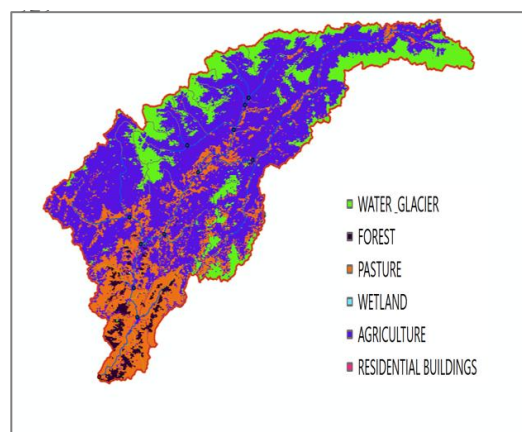 WATER_GLACIER
FOREST
PASTURE
WETLAND
AGRICULTURE
RESIDENTIAL BUILDINGS